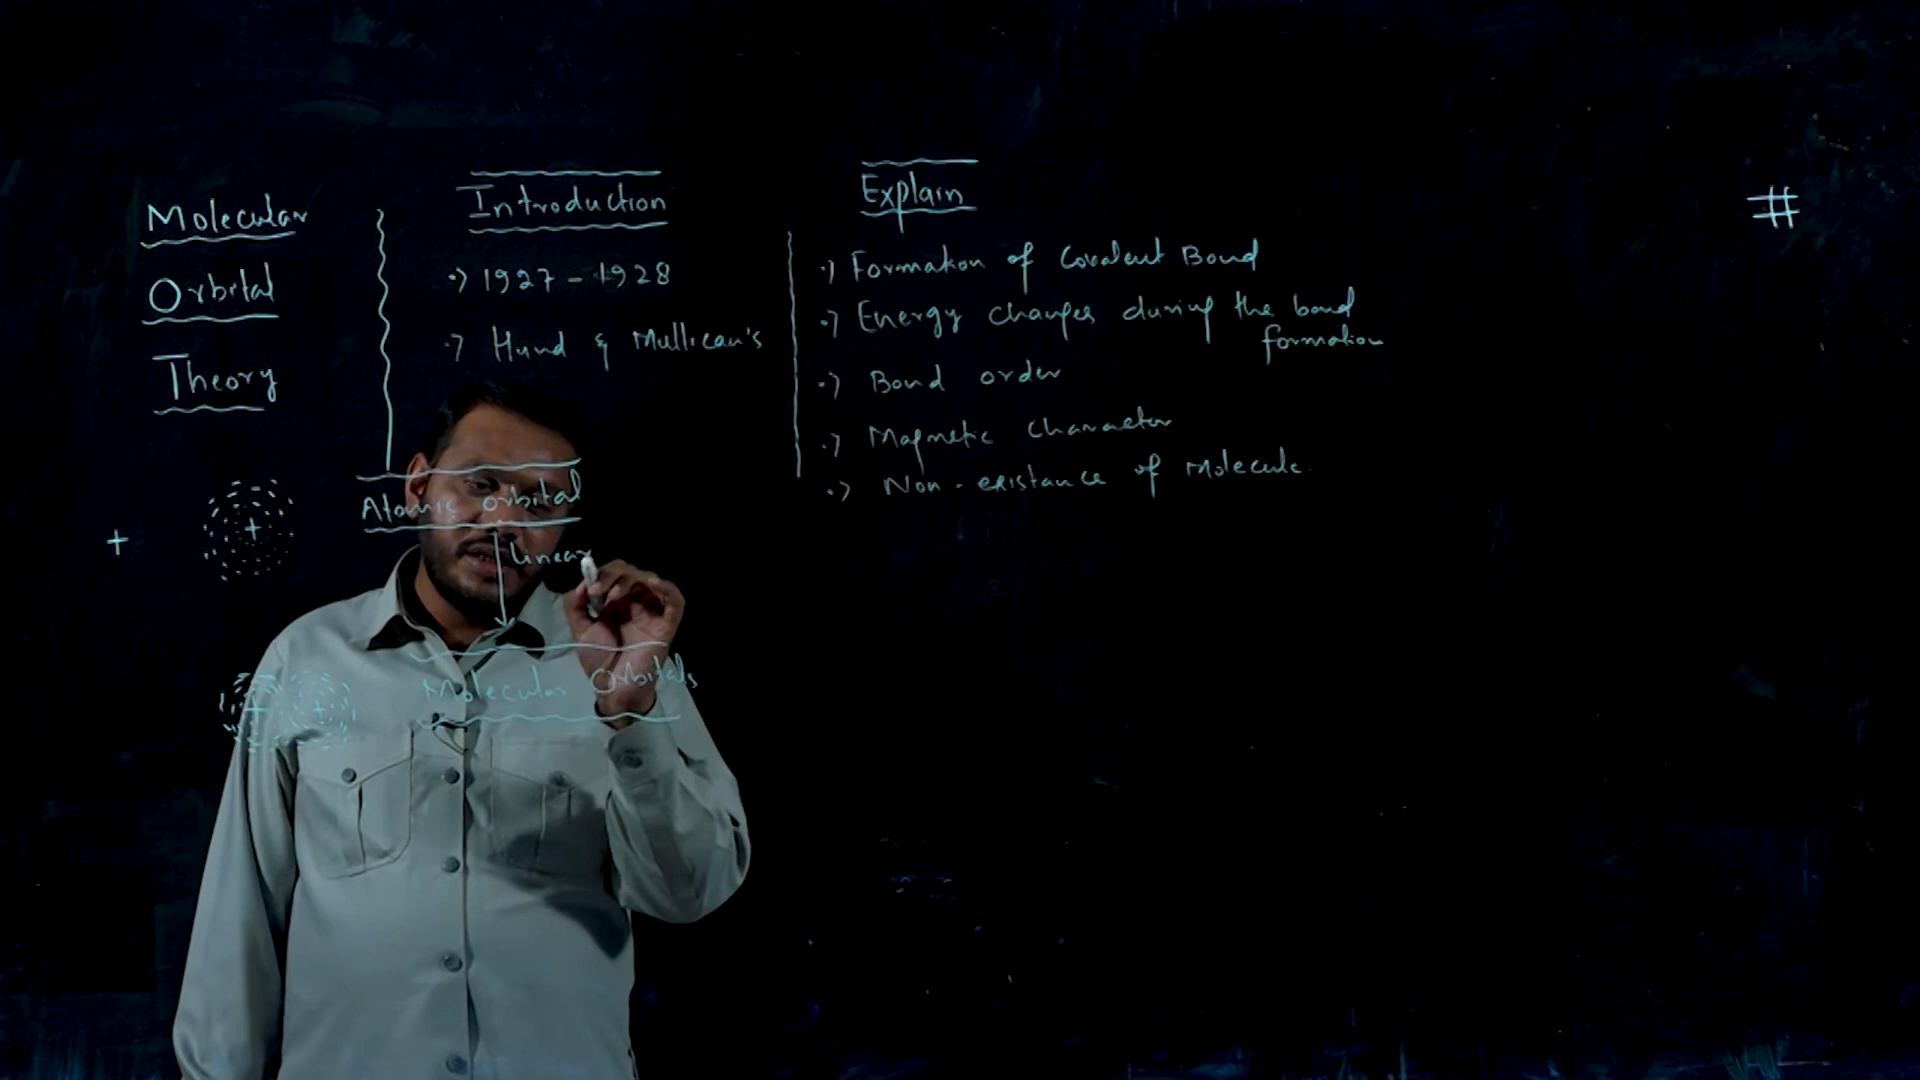 Molecular
Orbital
Theory
Introduction
·) 1927 - 1928
·) Hund & Mullican's
Explain
·) Formation of Covalent Bond
·) Energy changes during the bond
formation
·) Bond order
·) Magnetic Character
·) Non-existance of Molecule.
#
+
+
Atomic orbital
linear
Molecular Orbitals
+ +